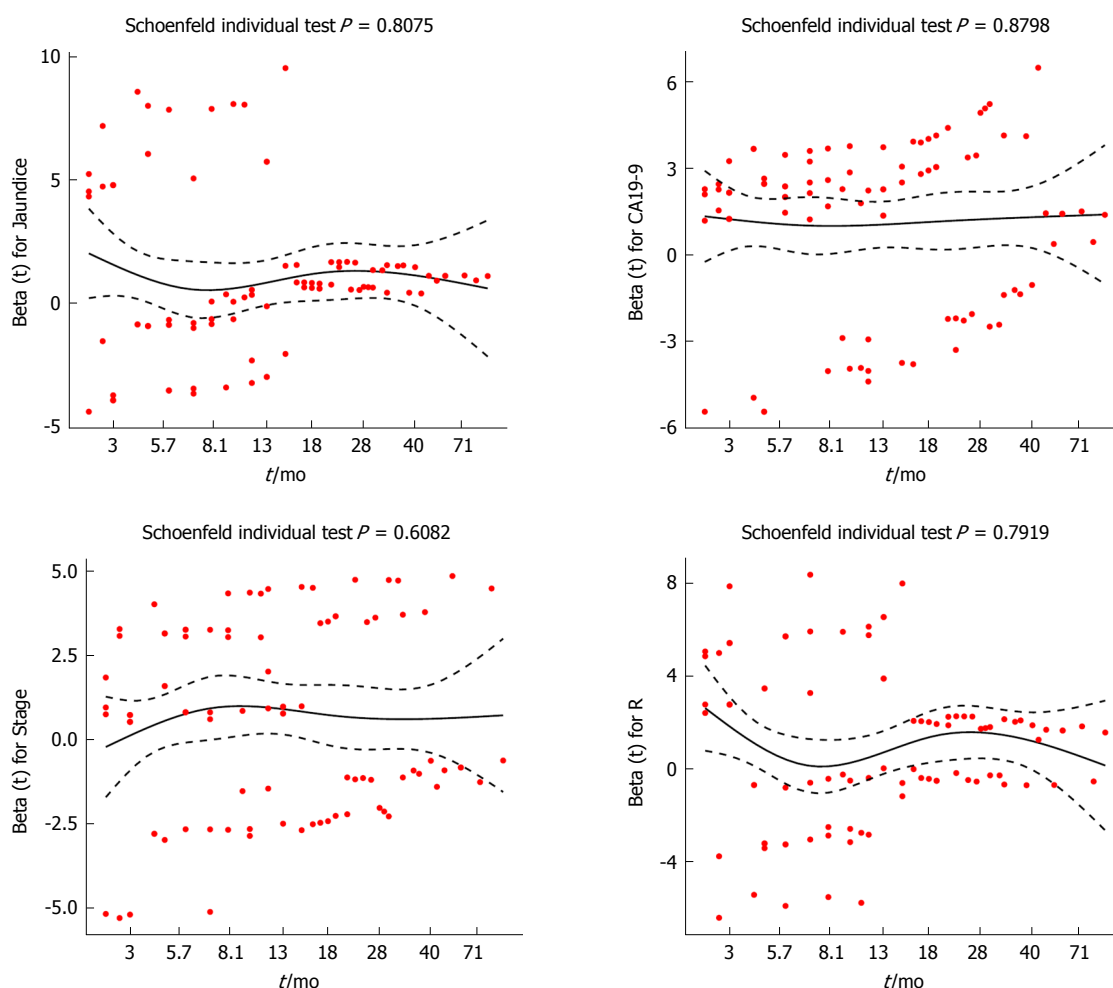 Schoenfeld individual test P = 0.8075
Beta (t) for Jaundice
10
5
0
-5
3 5.7 8.1 13 18 28 40 71
t/mo
Schoenfeld individual test P = 0.8798
Beta (t) for CA19-9
6
3
0
-3
-6
3 5.7 8.1 13 18 28 40 71
t/mo
Schoenfeld individual test P = 0.6082
Beta (t) for Stage
5.0
2.5
0.0
-2.5
-5.0
3 5.7 8.1 13 18 28 40 71
t/mo
Schoenfeld individual test P = 0.7919
Beta (t) for R
8
4
0
-4
3 5.7 8.1 13 18 28 40 71
t/mo